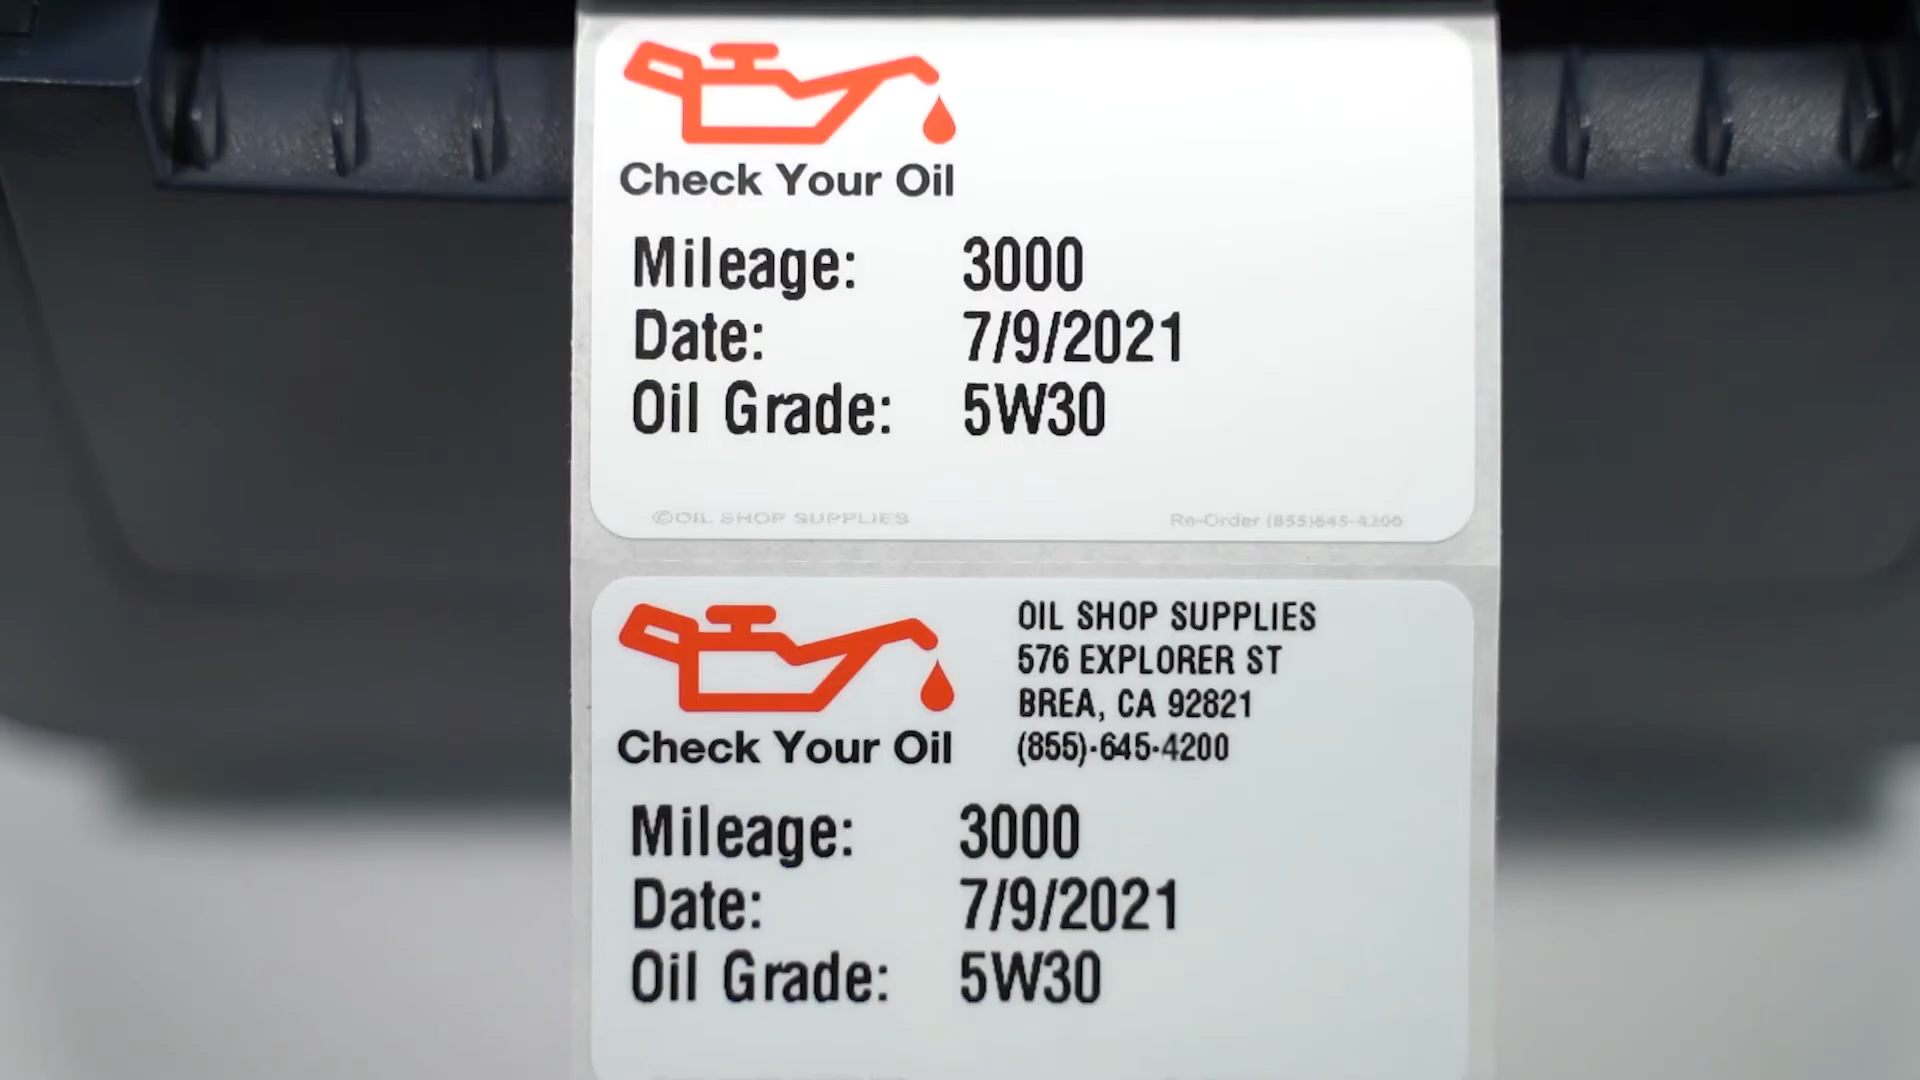 Check Your Oil
Mileage: 3000
Date: 7/9/2021
Oil Grade: 5W30
©OIL SHOP SUPPLIES
Re-Order (855)645-4200
OIL SHOP SUPPLIES
576 EXPLORER ST
BREA, CA 92821
(855)-645-4200
Check Your Oil
Mileage: 3000
Date: 7/9/2021
Oil Grade: 5W30